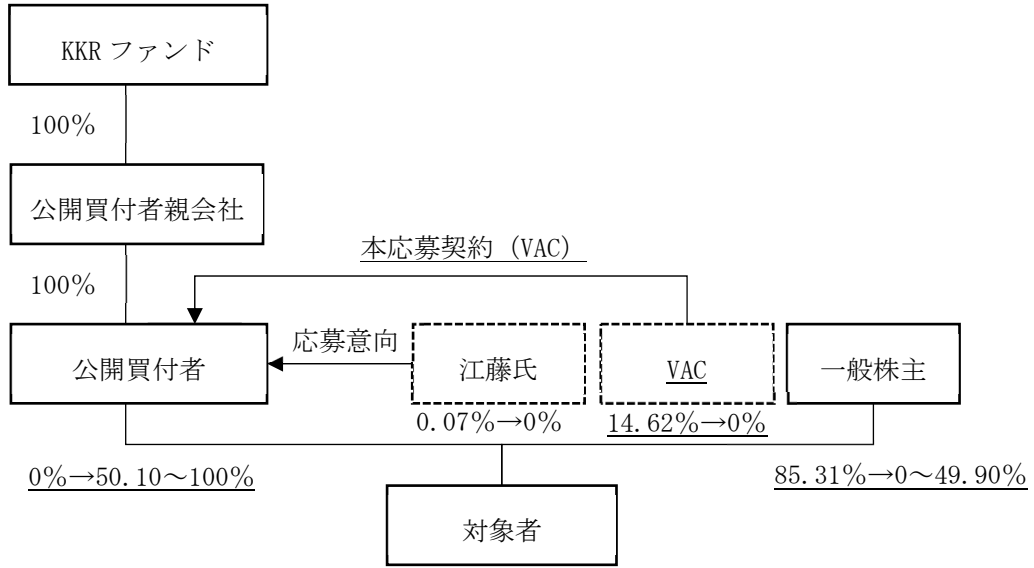 KKR ファンド
100%
公開買付者親会社
本応募契約 (VAC)
100%
公開買付者
応募意向
江藤氏
VAC
一般株主
0.07%→0%
14.62%→0%
0%→50.10～100%
85.31%→0～49.90%
対象者